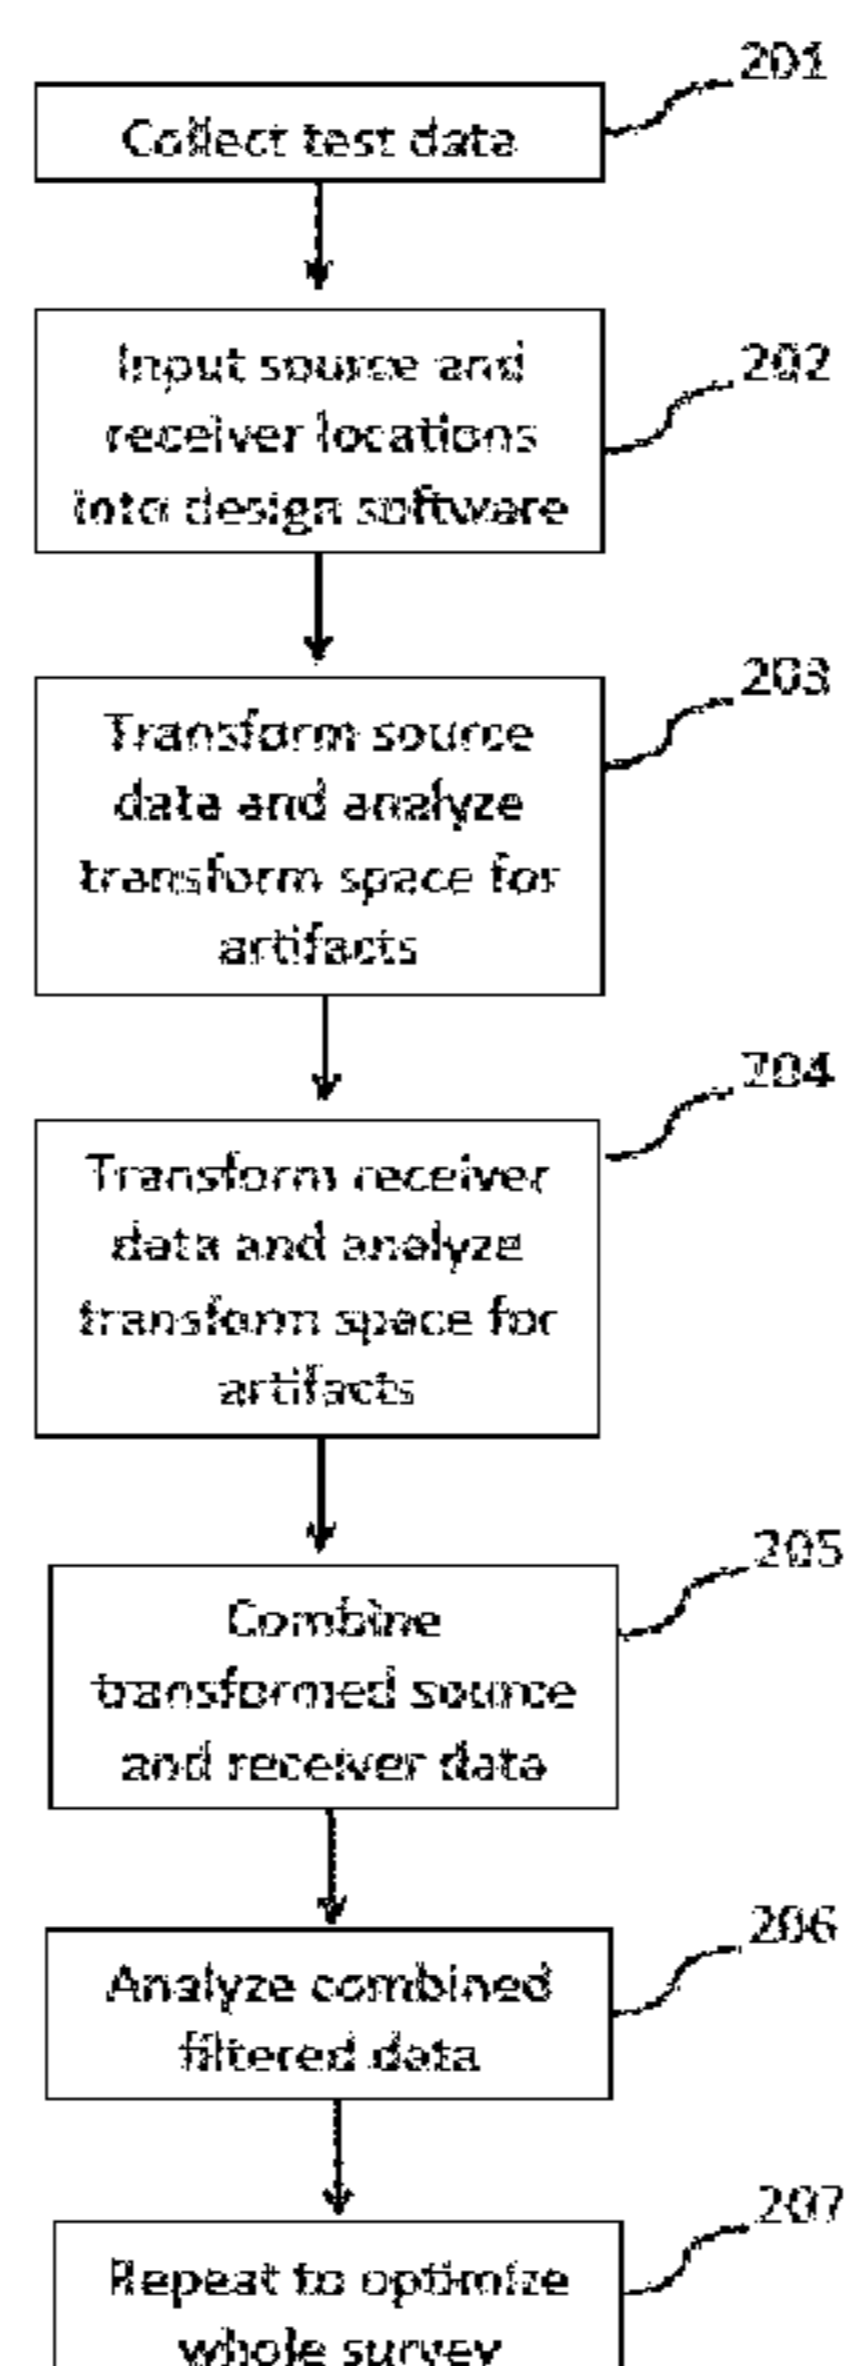 201
Collect test data
202
Input source and
receiver locations
into design software
203
Transform source
data and analyze
transform space for
artifacts
204
Transform receiver
data and analyze
transform space for
artifacts
205
Combine
transformed source
and receiver data
206
Analyze combined
filtered data
207
Repeat to optimize
whole survey